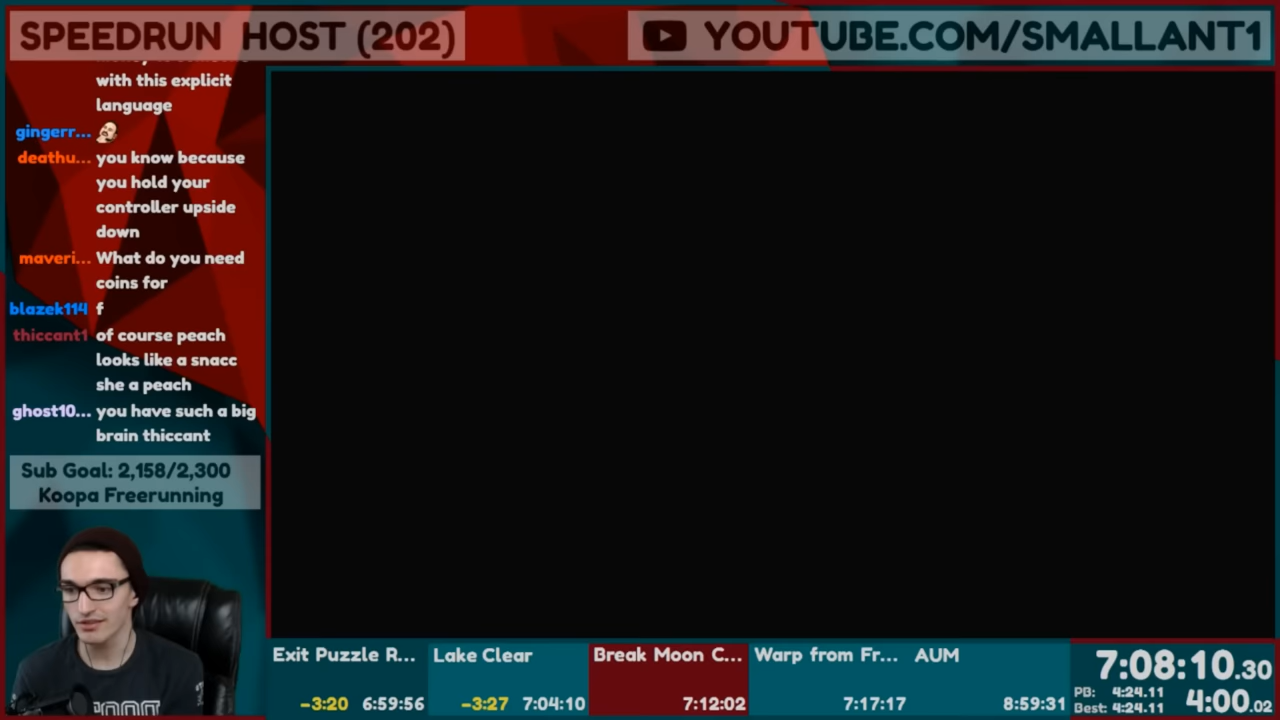 SPEEDRUN HOST (202)
YOUTUBE.COM/SMALLANT1
with this explicit
language
gingerr...
deathu... you know because
you hold your
controller upside
down
maveri... What do you need
coins for
blazek114 f
thiccant1 of course peach
looks like a snacc
she a peach
ghost10... you have such a big
brain thiccant
Sub Goal: 2,158/2,300
Koopa Freerunning
Exit Puzzle R...
-3:20 6:59:56
Lake Clear
-3:27 7:04:10
Break Moon C...
7:12:02
Warp from Fr...
7:17:17
AUM
8:59:31
7:08:10.30
PB: 4:24.11
Best: 4:24.11
4:00.02